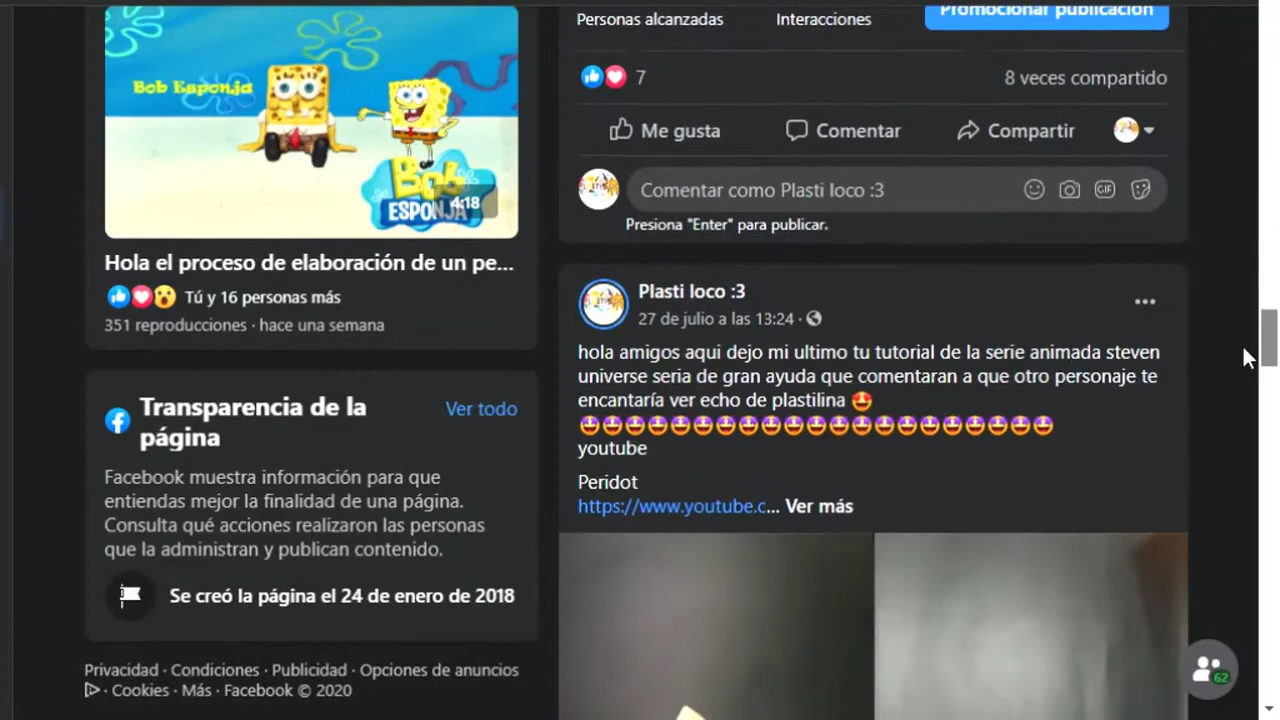 Bob Esponja
Bob
ESPONJA
4:18
Hola el proceso de elaboración de un pe...
Tú y 16 personas más
351 reproducciones · hace una semana
Transparencia de la
página
Ver todo
Facebook muestra información para que
entiendas mejor la finalidad de una página.
Consulta qué acciones realizaron las personas
que la administran y publican contenido.
Se creó la página el 24 de enero de 2018
Privacidad · Condiciones · Publicidad · Opciones de anuncios
· Cookies · Más · Facebook © 2020
Personas alcanzadas
Interacciones
Promocionar publicación
7
8 veces compartido
Me gusta
Comentar
Compartir
Comentar como Plasti loco :3
GIF
Presiona "Enter" para publicar.
Plasti loco :3
27 de julio a las 13:24 ·
hola amigos aqui dejo mi ultimo tu tutorial de la serie animada steven
universe seria de gran ayuda que comentaran a que otro personaje te
encantaría ver echo de plastilina 🤩
🤩🤩🤩🤩🤩🤩🤩🤩🤩🤩🤩🤩🤩🤩🤩🤩🤩🤩🤩🤩🤩
youtube
Peridot
https://www.youtube.c... Ver más
62